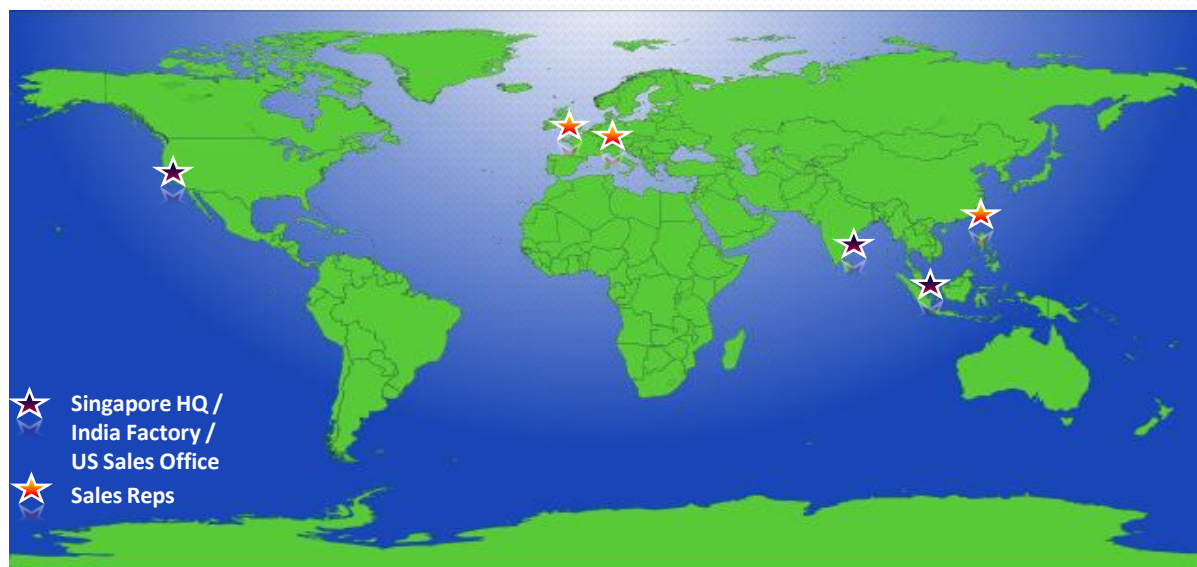 Singapore HQ /
India Factory /
US Sales Office
Sales Reps